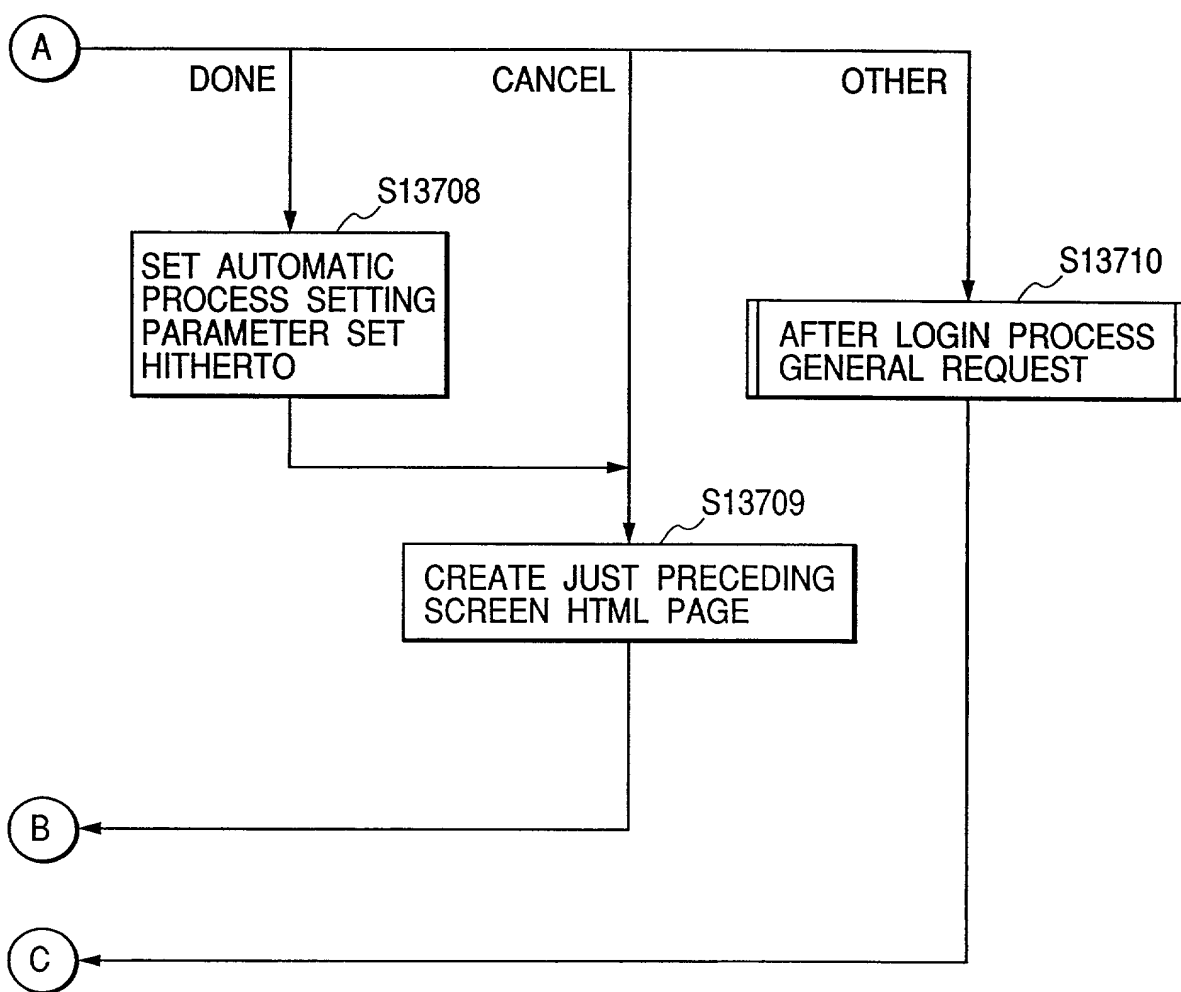 A
DONE
CANCEL
OTHER
S13708
SET AUTOMATIC
PROCESS SETTING
PARAMETER SET
HITHERTO
S13710
AFTER LOGIN PROCESS
GENERAL REQUEST
S13709
CREATE JUST PRECEDING
SCREEN HTML PAGE
B
C